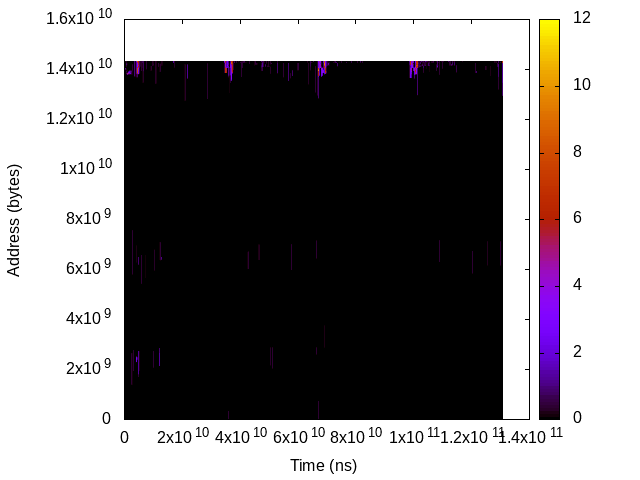 1.6x10 10
1.4x10 10
1.2x10 10
1x10 10
8x10 9
6x10 9
4x10 9
2x10 9
0
0 2x10 10 4x10 10 6x10 10 8x10 10 1x10 11 1.2x10 11 1.4x10 11
Time (ns)
Address (bytes)
12
10
8
6
4
2
0